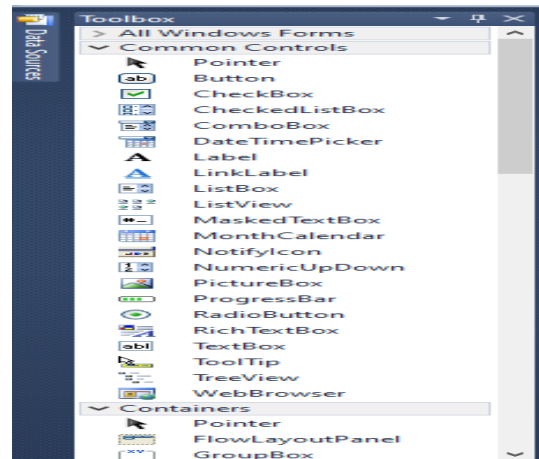 Data Sources
Toolbox
All Windows Forms
Common Controls
Pointer
Button
CheckBox
CheckedListBox
ComboBox
DateTimePicker
Label
LinkLabel
ListBox
ListView
MaskedTextBox
MonthCalendar
NotifyIcon
NumericUpDown
PictureBox
ProgressBar
RadioButton
RichTextBox
TextBox
ToolTip
TreeView
WebBrowser
Containers
Pointer
FlowLayoutPanel
GroupBox